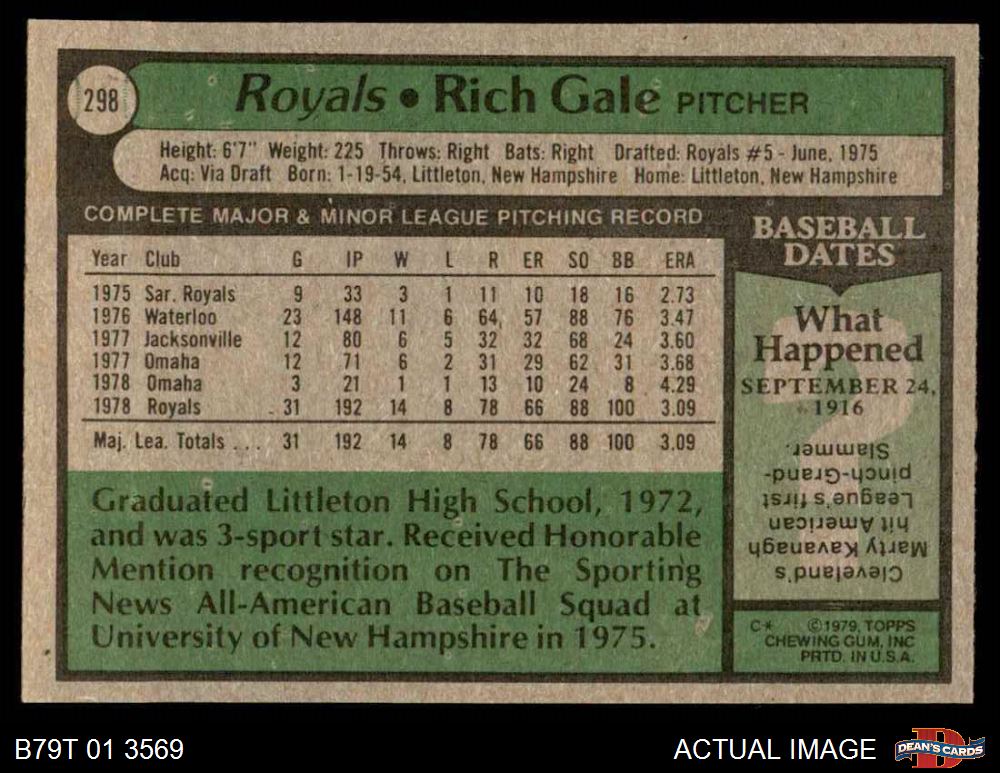 298
Royals • Rich Gale PITCHER
Height: 6'7" Weight: 225 Throws: Right Bats: Right Drafted: Royals #5 - June, 1975
Acq: Via Draft Born: 1-19-54, Littleton, New Hampshire Home: Littleton, New Hampshire
COMPLETE MAJOR & MINOR LEAGUE PITCHING RECORD
Year Club G IP W L R ER SO BB ERA
1975 Sar. Royals 9 33 3 1 11 10 18 16 2.73
1976 Waterloo 23 148 11 6 64 57 88 76 3.47
1977 Jacksonville 12 80 6 5 32 32 68 24 3.60
1977 Omaha 12 71 6 2 31 29 62 31 3.68
1978 Omaha 3 21 1 1 13 10 24 8 4.29
1978 Royals 31 192 14 8 78 66 88 100 3.09
Maj. Lea. Totals ... 31 192 14 8 78 66 88 100 3.09
Graduated Littleton High School, 1972,
and was 3-sport star. Received Honorable
Mention recognition on The Sporting
News All-American Baseball Squad at
University of New Hampshire in 1975.
BASEBALL
DATES
What
Happened
SEPTEMBER 24,
1916
Cleveland's
Marty Kavanagh
hit American
League's first
pinch-Grand-
Slammer.
C* ©1979, TOPPS
CHEWING GUM, INC
PRTD. IN U.S.A.
B79T 01 3569
ACTUAL IMAGE
D
DEAN'S CARDS